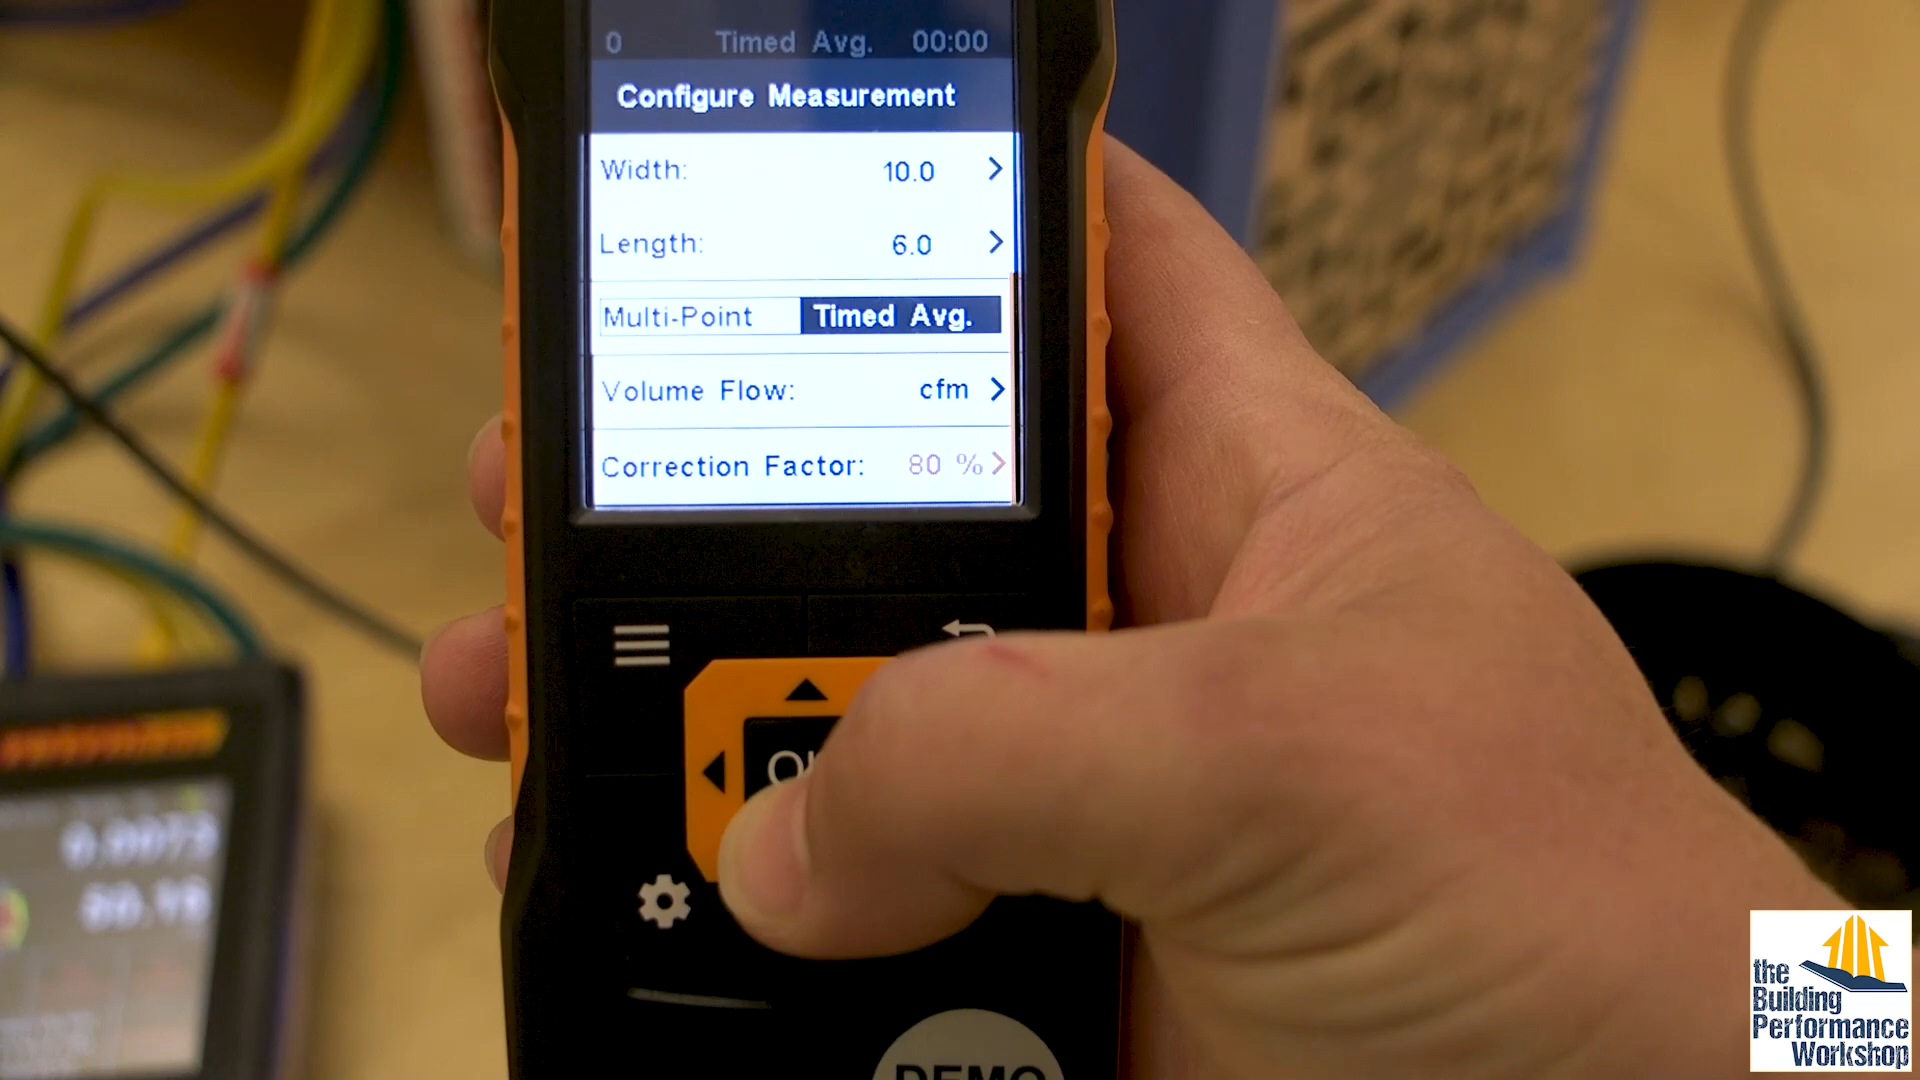 0 Timed Avg. 00:00
Configure Measurement
Width: 10.0
Length: 6.0
Multi-Point Timed Avg.
Volume Flow: cfm
Correction Factor: 80 %
DEMO
the
Building
Performance
Workshop